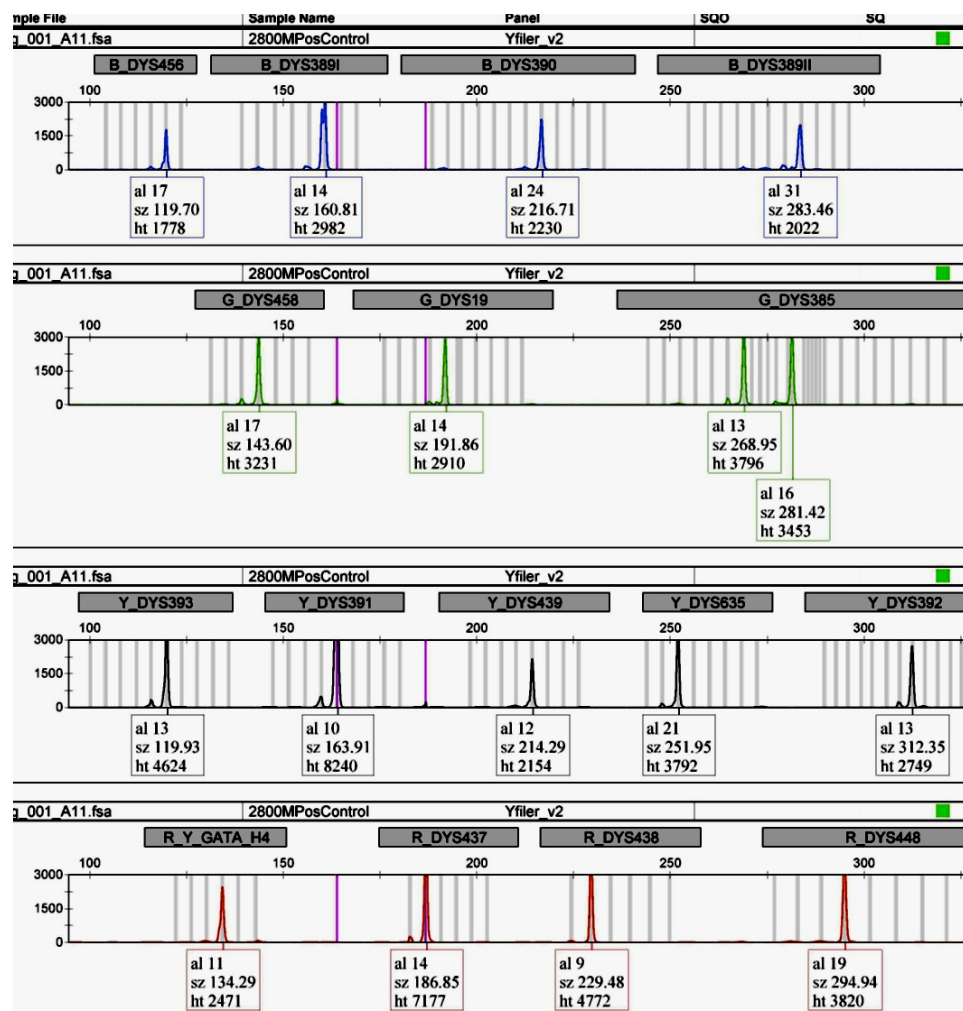 mple File Sample Name Panel SQO SQ
g_001_A11.fsa 2800MPosControl Yfiler_v2
B_DYS456 B_DYS389I B_DYS390 B_DYS389II
100 150 200 250 300
3000
1500
0
al 17 al 14 al 24 al 31
sz 119.70 sz 160.81 sz 216.71 sz 283.46
ht 1778 ht 2982 ht 2230 ht 2022
g_001_A11.fsa 2800MPosControl Yfiler_v2
G_DYS458 G_DYS19 G_DYS385
100 150 200 250 300
3000
1500
0
al 17 al 14 al 13
sz 143.60 sz 191.86 sz 268.95
ht 3231 ht 2910 ht 3796
al 16
sz 281.42
ht 3453
g_001_A11.fsa 2800MPosControl Yfiler_v2
Y_DYS393 Y_DYS391 Y_DYS439 Y_DYS635 Y_DYS392
100 150 200 250 300
3000
1500
0
al 13 al 10 al 12 al 21 al 13
sz 119.93 sz 163.91 sz 214.29 sz 251.95 sz 312.35
ht 4624 ht 8240 ht 2154 ht 3792 ht 2749
g_001_A11.fsa 2800MPosControl Yfiler_v2
R_Y_GATA_H4 R_DYS437 R_DYS438 R_DYS448
100 150 200 250 300
3000
1500
0
al 11 al 14 al 9 al 19
sz 134.29 sz 186.85 sz 229.48 sz 294.94
ht 2471 ht 7177 ht 4772 ht 3820